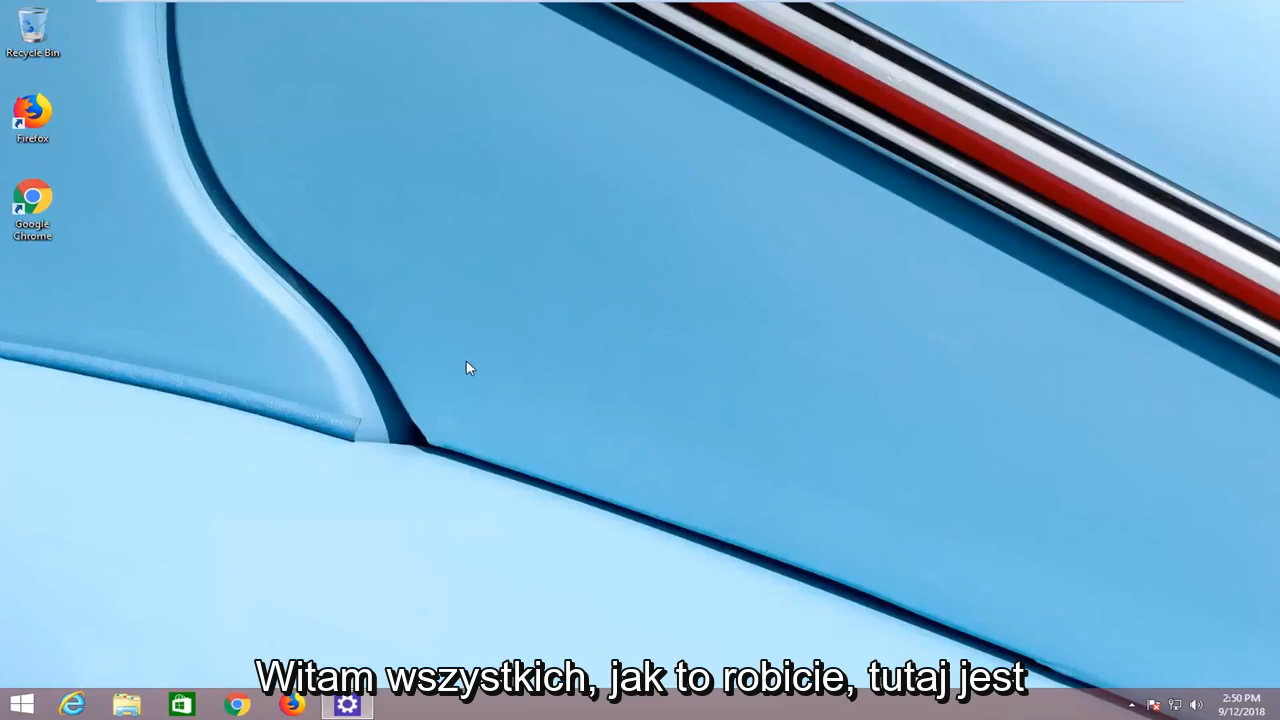 Recycle Bin
Firefox
Google
Chrome
Witam wszystkich, jak to robicie, tutaj jest
2:50 PM
9/12/2018